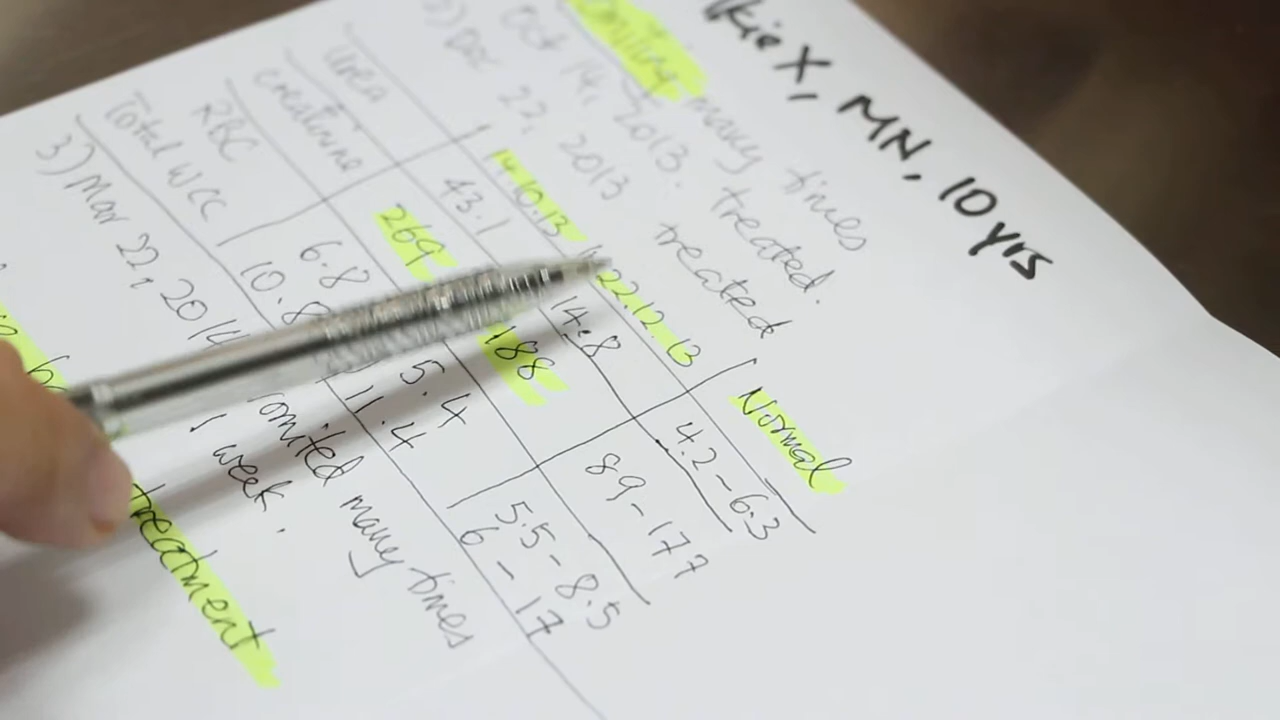 X, MN, 10 yrs
many times
Oct 14, 2013. treated.
Dec 22, 2013 treated
14.10.13 22.12.13 Normal
Urea 43.1 14.8 4.2-6.3
Creatinine 269 188 89-177
RBC 6.8 5.4 5.5-8.5
Total WCC 10.8 11.4 6-17
3) Mar 22, 2014 vomited many times
1 week.
treatment